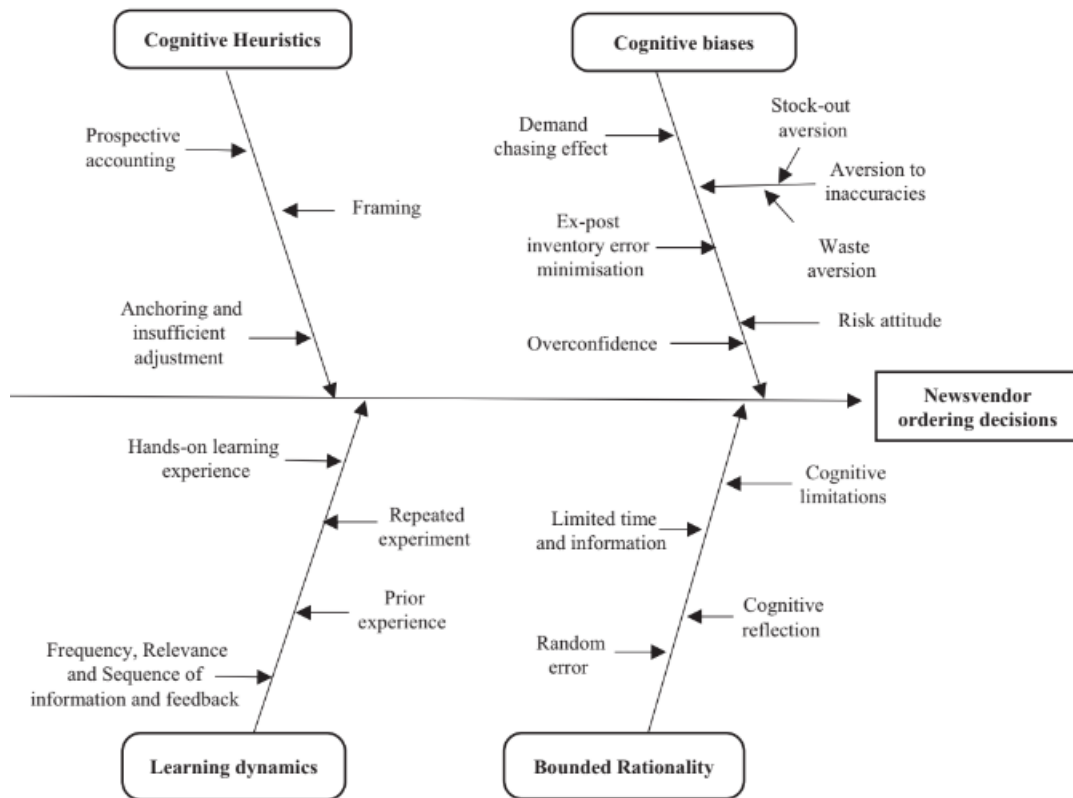 Cognitive Heuristics
Cognitive biases
Prospective
accounting
Framing
Anchoring and
insufficient
adjustment
Demand
chasing effect
Stock-out
aversion
Aversion to
inaccuracies
Waste
aversion
Ex-post
inventory error
minimisation
Risk attitude
Overconfidence
Newsvendor
ordering decisions
Hands-on learning
experience
Repeated
experiment
Prior
experience
Frequency, Relevance
and Sequence of
information and feedback
Cognitive
limitations
Limited time
and information
Cognitive
reflection
Random
error
Learning dynamics
Bounded Rationality